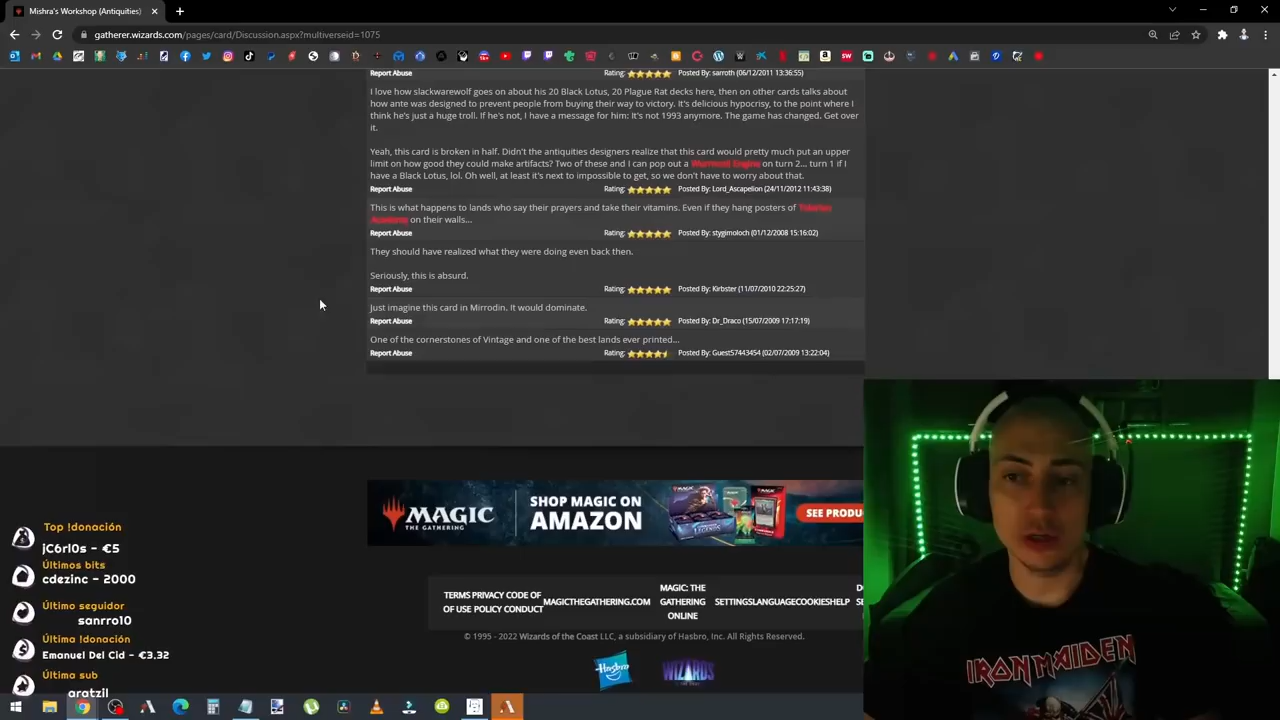 Mishra's Workshop (Antiquities)
gatherer.wizards.com/pages/card/Discussion.aspx?multiverseid=1075
Report Abuse
Rating:
Posted By: sarroth (06/12/2011 13:36:55)
I love how slackwarewolf goes on about his 20 Black Lotus, 20 Plague Rat decks here, then on other cards talks about
how ante was designed to prevent people from buying their way to victory. It's delicious hypocrisy, to the point where I
think he's just a huge troll. If he's not, I have a message for him: It's not 1993 anymore. The game has changed. Get over
it.
Yeah, this card is broken in half. Didn't the antiquities designers realize that this card would pretty much put an upper
limit on how good they could make artifacts? Two of these and I can pop out a Wurmcoil Engine on turn 2... turn 1 if I
have a Black Lotus, lol. Oh well, at least it's next to impossible to get, so we don't have to worry about that.
Report Abuse
Rating:
Posted By: Lord_Ascapelion (24/11/2012 11:43:38)
This is what happens to lands who say their prayers and take their vitamins. Even if they hang posters of Tolarian
Academy on their walls...
Report Abuse
Rating:
Posted By: stygimoloch (01/12/2008 15:16:02)
They should have realized what they were doing even back then.
Seriously, this is absurd.
Report Abuse
Rating:
Posted By: Kirbster (11/07/2010 22:25:27)
Just imagine this card in Mirrodin. It would dominate.
Report Abuse
Rating:
Posted By: Dr_Draco (15/07/2009 17:17:19)
One of the cornerstones of Vintage and one of the best lands ever printed...
Report Abuse
Rating:
Posted By: Guest57443454 (02/07/2009 13:22:04)
MAGIC
THE GATHERING
SHOP MAGIC ON
AMAZON
SEE PRODU
TERMS PRIVACY CODE OF
OF USE POLICY CONDUCT
MAGICTHEGATHERING.COM
MAGIC: THE
GATHERING
ONLINE
SETTINGSLANGUAGECOOKIESHELP
© 1995 - 2022 Wizards of the Coast LLC, a subsidiary of Hasbro, Inc. All Rights Reserved.
Hasbro
WIZARDS
Top !donación
jC6rl0s - €5
Últimos bits
cdezinc - 2000
Último seguidor
sanrro10
Última !donación
Emanuel Del Cid - €3.32
Última sub
aratzil
IRON MAIDEN